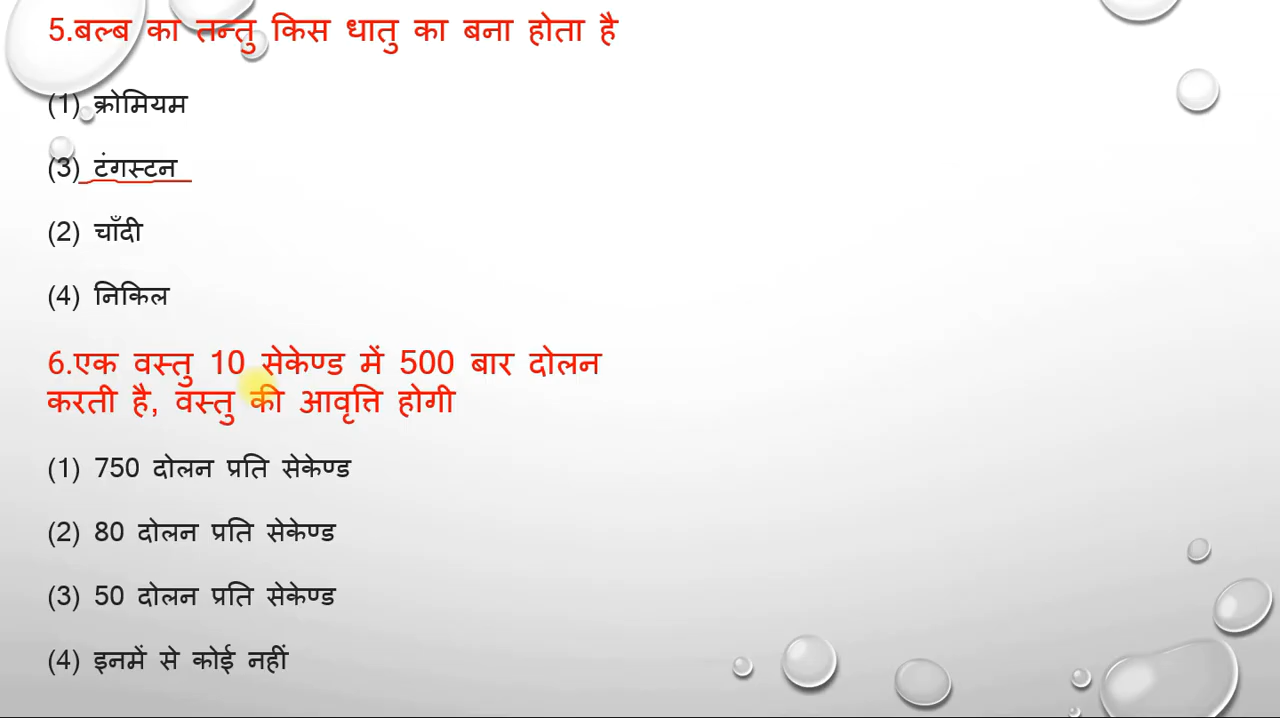 5.बल्ब का तन्तु किस धातु का बना होता है
(1) क्रोमियम
(3) टंगस्टन
(2) चाँदी
(4) निकिल
6.एक वस्तु 10 सेकेण्ड में 500 बार दोलन
करती है, वस्तु की आवृत्ति होगी
(1) 750 दोलन प्रति सेकेण्ड
(2) 80 दोलन प्रति सेकेण्ड
(3) 50 दोलन प्रति सेकेण्ड
(4) इनमें से कोई नहीं